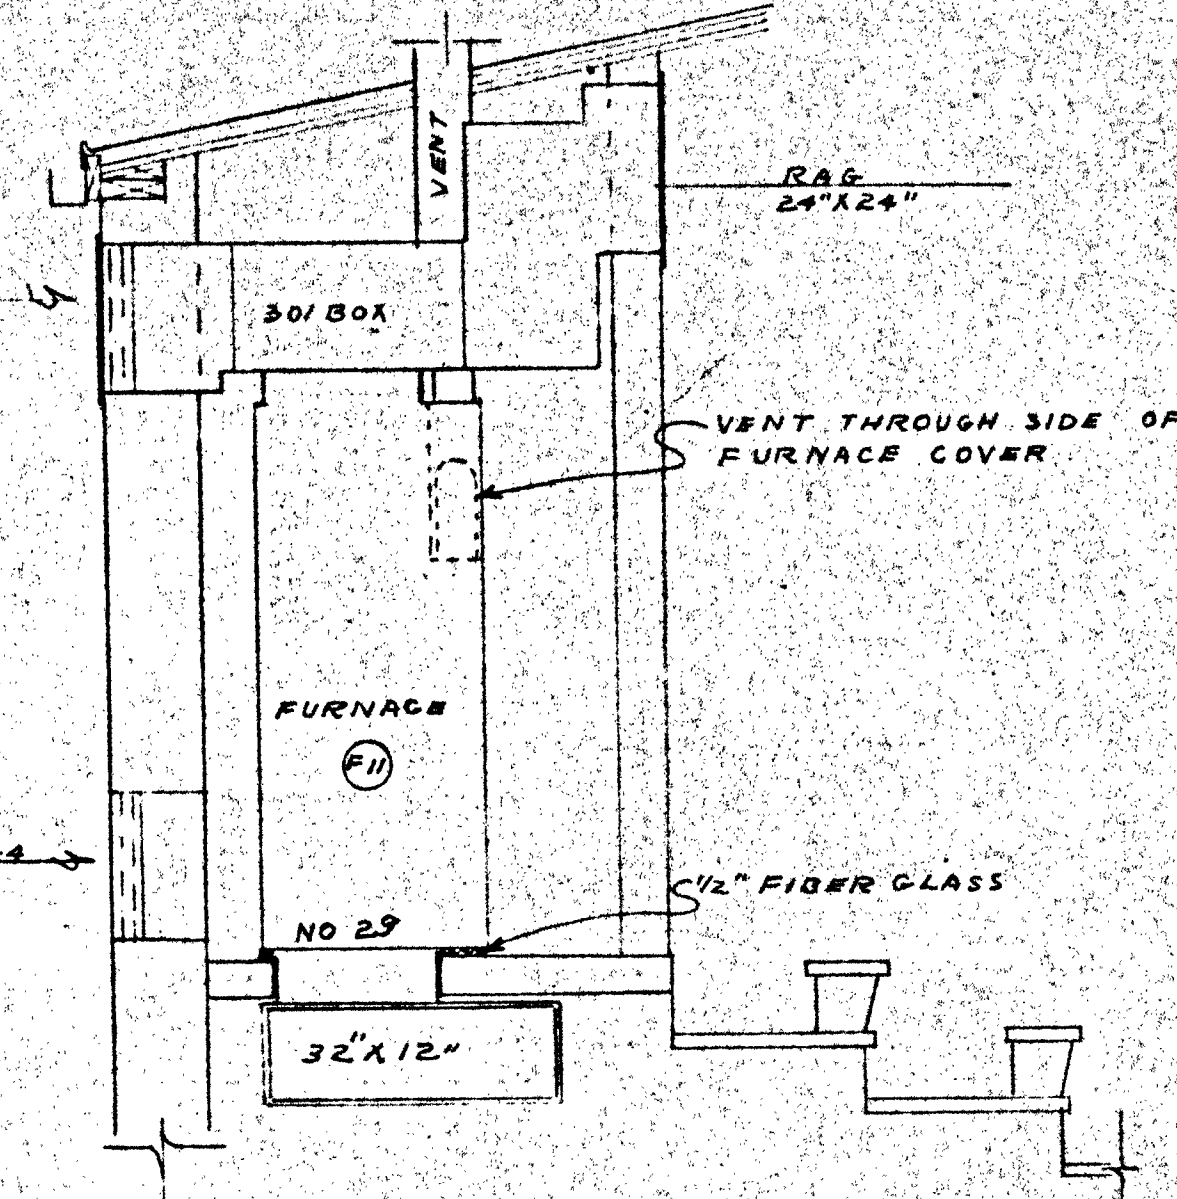 VENT
RAG
24"X24"
301 BOX
VENT THROUGH SIDE OF
FURNACE COVER
FURNACE
F11
4
1/2" FIBER GLASS
NO 29
32"X12"